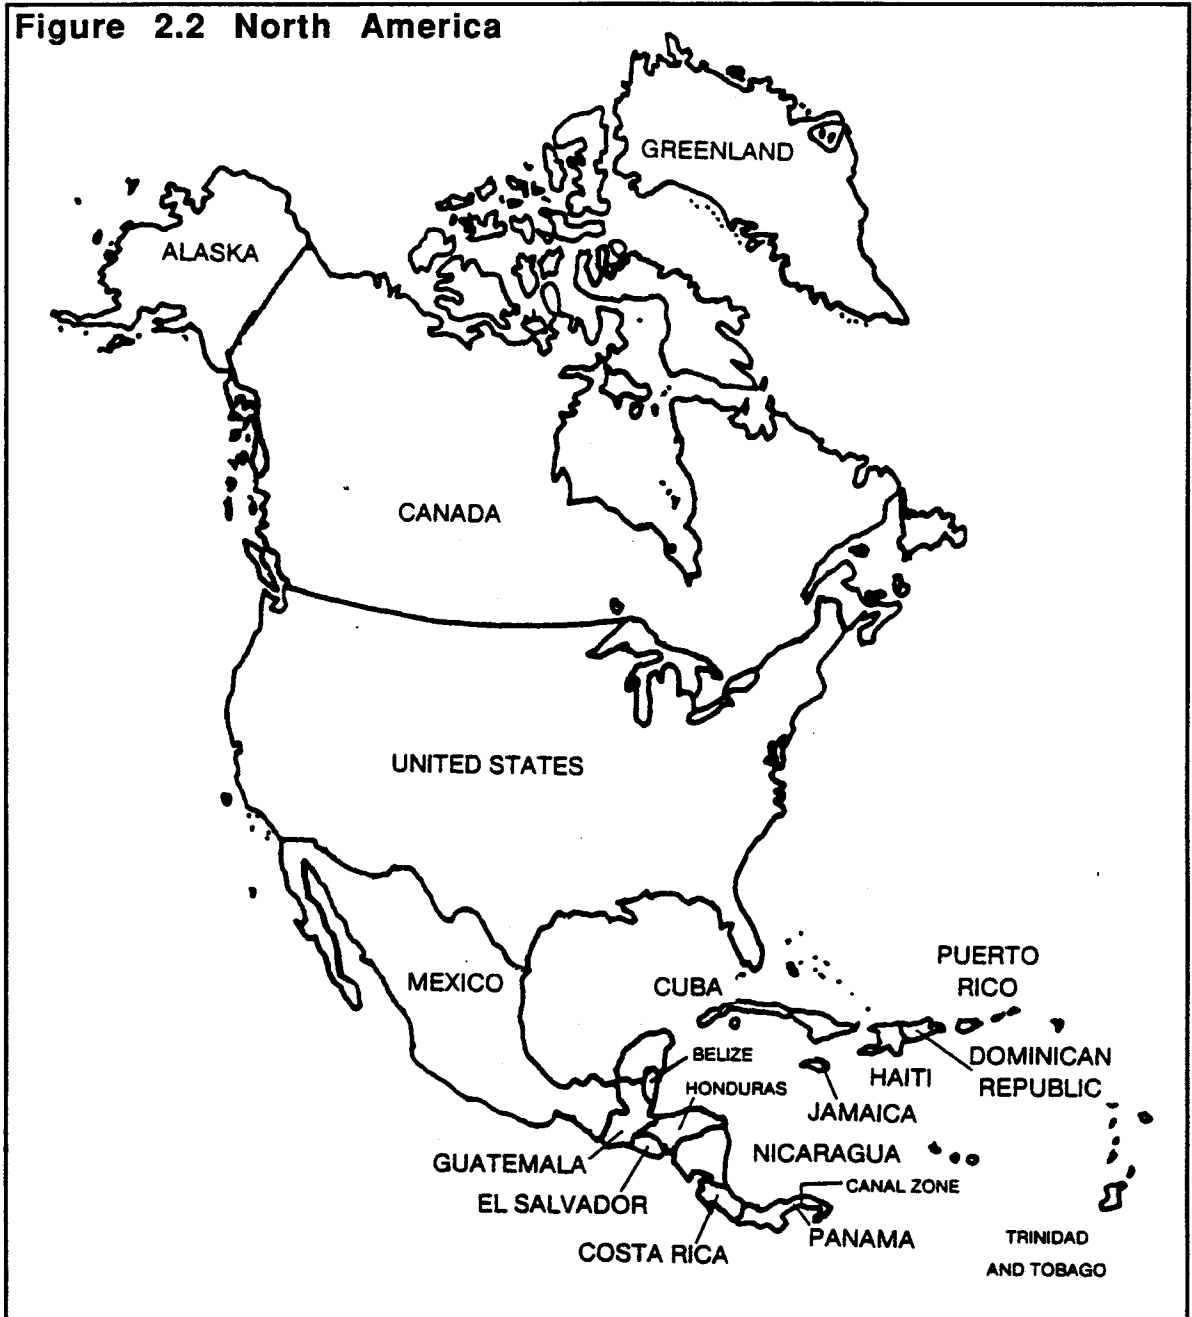 Figure 2.2 North America
GREENLAND
ALASKA
CANADA
UNITED STATES
MEXICO
CUBA
PUERTO
RICO
BELIZE
DOMINICAN
REPUBLIC
HAITI
HONDURAS
JAMAICA
GUATEMALA
NICARAGUA
EL SALVADOR
CANAL ZONE
COSTA RICA
PANAMA
TRINIDAD
AND TOBAGO